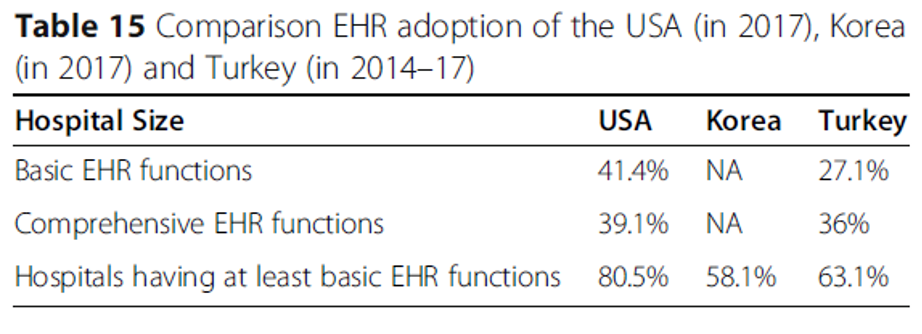 Table 15 Comparison EHR adoption of the USA (in 2017), Korea
(in 2017) and Turkey (in 2014–17)
Hospital Size USA Korea Turkey
Basic EHR functions 41.4% NA 27.1%
Comprehensive EHR functions 39.1% NA 36%
Hospitals having at least basic EHR functions 80.5% 58.1% 63.1%